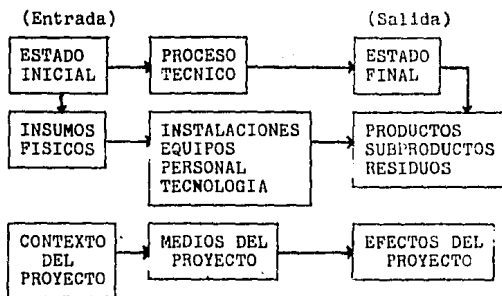 (Entrada)
(Salida)
ESTADO
INICIAL
PROCESO
TECNICO
ESTADO
FINAL
INSUMOS
FISICOS
INSTALACIONES
EQUIPOS
PERSONAL
TECNOLOGIA
PRODUCTOS
SUBPRODUCTOS
RESIDUOS
CONTEXTO
DEL
PROYECTO
MEDIOS DEL
PROYECTO
EFECTOS DEL
PROYECTO